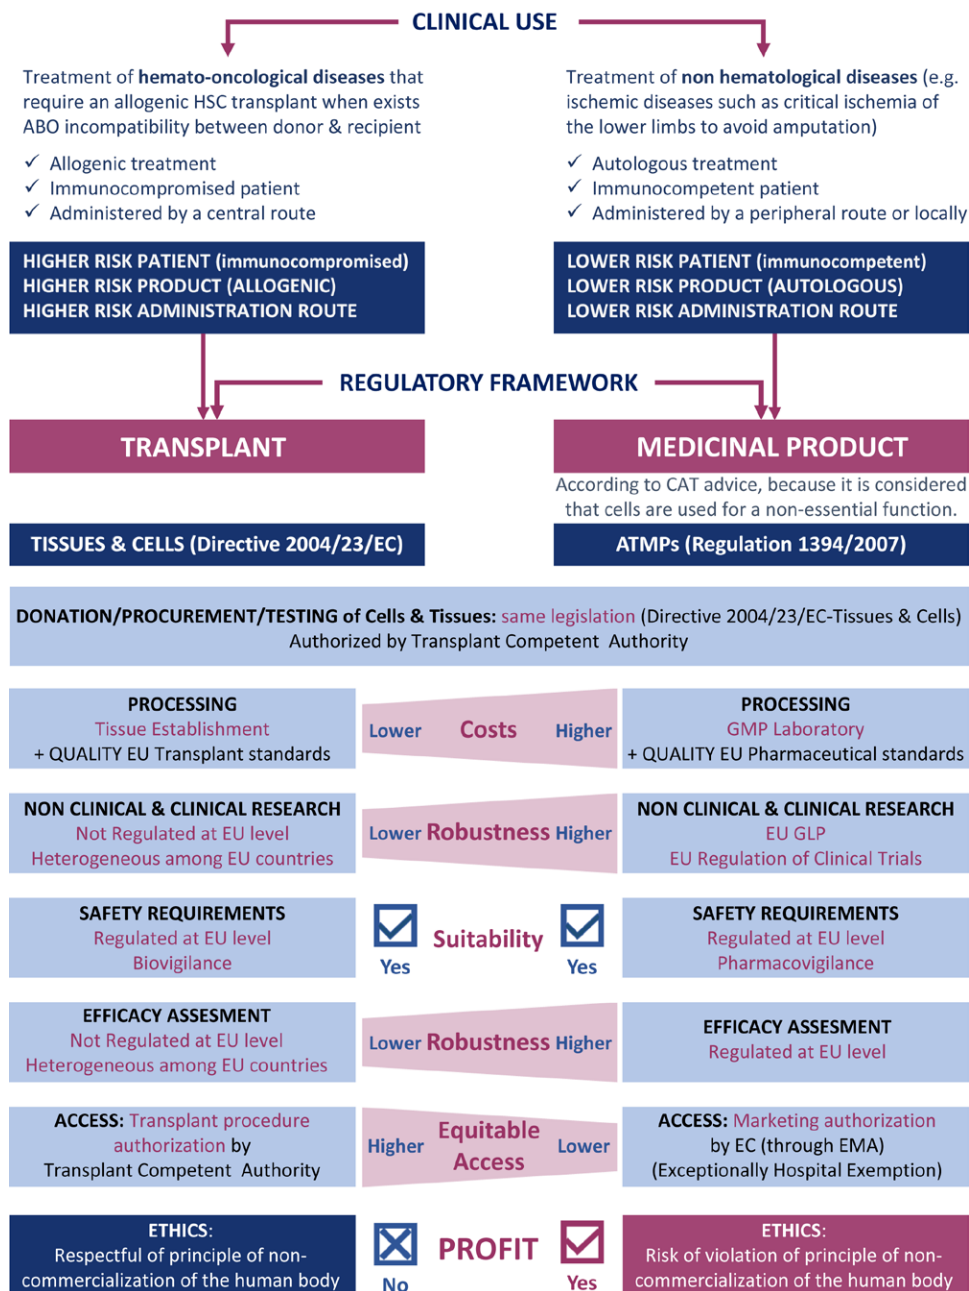 CLINICAL USE
Treatment of hemato-oncological diseases that
require an allogenic HSC transplant when exists
ABO incompatibility between donor & recipient
✓ Allogenic treatment
✓ Immunocompromised patient
✓ Administered by a central route
Treatment of non hematological diseases (e.g.
ischemic diseases such as critical ischemia of
the lower limbs to avoid amputation)
✓ Autologous treatment
✓ Immunocompetent patient
✓ Administered by a peripheral route or locally
HIGHER RISK PATIENT (immunocompromised)
HIGHER RISK PRODUCT (ALLOGENIC)
HIGHER RISK ADMINISTRATION ROUTE
LOWER RISK PATIENT (immunocompetent)
LOWER RISK PRODUCT (AUTOLOGOUS)
LOWER RISK ADMINISTRATION ROUTE
REGULATORY FRAMEWORK
TRANSPLANT
MEDICINAL PRODUCT
According to CAT advice, because it is considered
that cells are used for a non-essential function.
TISSUES & CELLS (Directive 2004/23/EC)
ATMPs (Regulation 1394/2007)
DONATION/PROCUREMENT/TESTING of Cells & Tissues: same legislation (Directive 2004/23/EC-Tissues & Cells)
Authorized by Transplant Competent Authority
PROCESSING
Tissue Establishment
+ QUALITY EU Transplant standards
Lower Costs Higher
PROCESSING
GMP Laboratory
+ QUALITY EU Pharmaceutical standards
NON CLINICAL & CLINICAL RESEARCH
Not Regulated at EU level
Heterogeneous among EU countries
Lower Robustness Higher
NON CLINICAL & CLINICAL RESEARCH
EU GLP
EU Regulation of Clinical Trials
SAFETY REQUIREMENTS
Regulated at EU level
Biovigilance
Suitability
Yes Yes
SAFETY REQUIREMENTS
Regulated at EU level
Pharmacovigilance
EFFICACY ASSESMENT
Not Regulated at EU level
Heterogeneous among EU countries
Lower Robustness Higher
EFFICACY ASSESMENT
Regulated at EU level
ACCESS: Transplant procedure
authorization by
Transplant Competent Authority
Higher Equitable Lower
Access
ACCESS: Marketing authorization
by EC (through EMA)
(Exceptionally Hospital Exemption)
ETHICS:
Respectful of principle of non-
commercialization of the human body
PROFIT
No Yes
ETHICS:
Risk of violation of principle of non-
commercialization of the human body